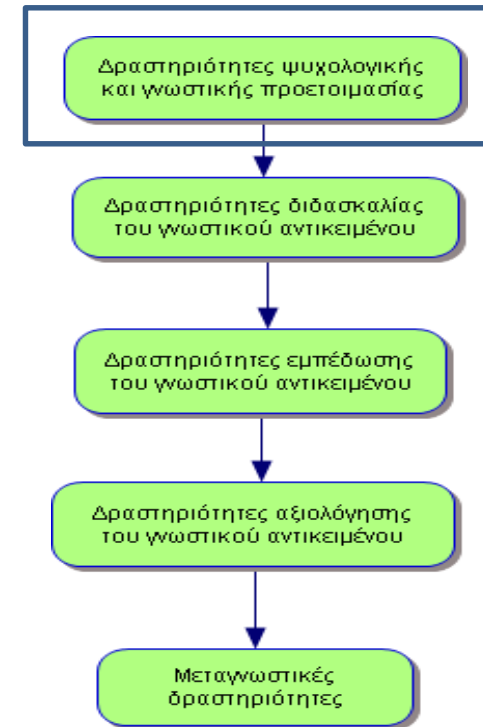 Δραστηριότητες ψυχολογικής
και γνωστικής προετοιμασίας
Δραστηριότητες διδασκαλίας
του γνωστικού αντικειμένου
Δραστηριότητες εμπέδωσης
του γνωστικού αντικειμένου
Δραστηριότητες αξιολόγησης
του γνωστικού αντικειμένου
Μεταγνωστικές
δραστηριότητες